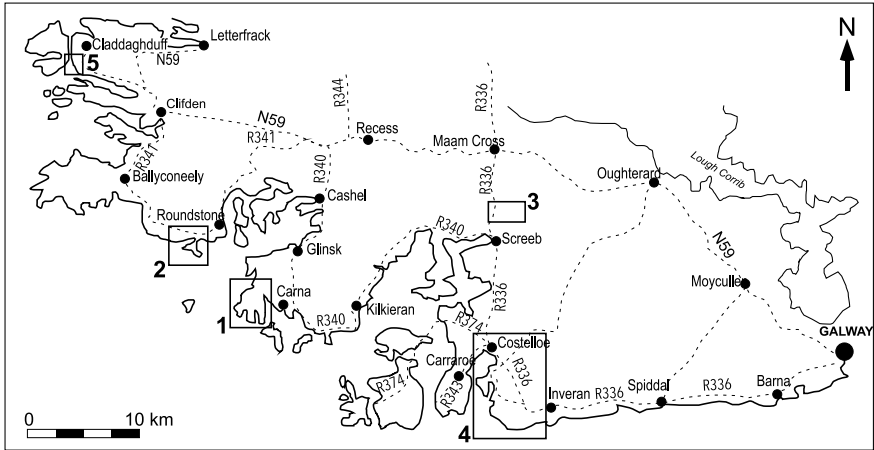 Letterfrack
N
Claddaghduff
N59
5
Clifden
R344
R336
N59
Recess
R341
Maam Cross
Lough Corrib
R341
R340
Oughterard
Ballyconeely
R336
Cashel
3
Roundstone
R340
Screeb
N59
Glinsk
2
Moycullen
R336
Carna
Kilkieran
1
R340
R374
GALWAY
Costelloe
Carraroe
R336
R374
R343
Inveran
R336
Spiddal
R336
Barna
0
10 km
4